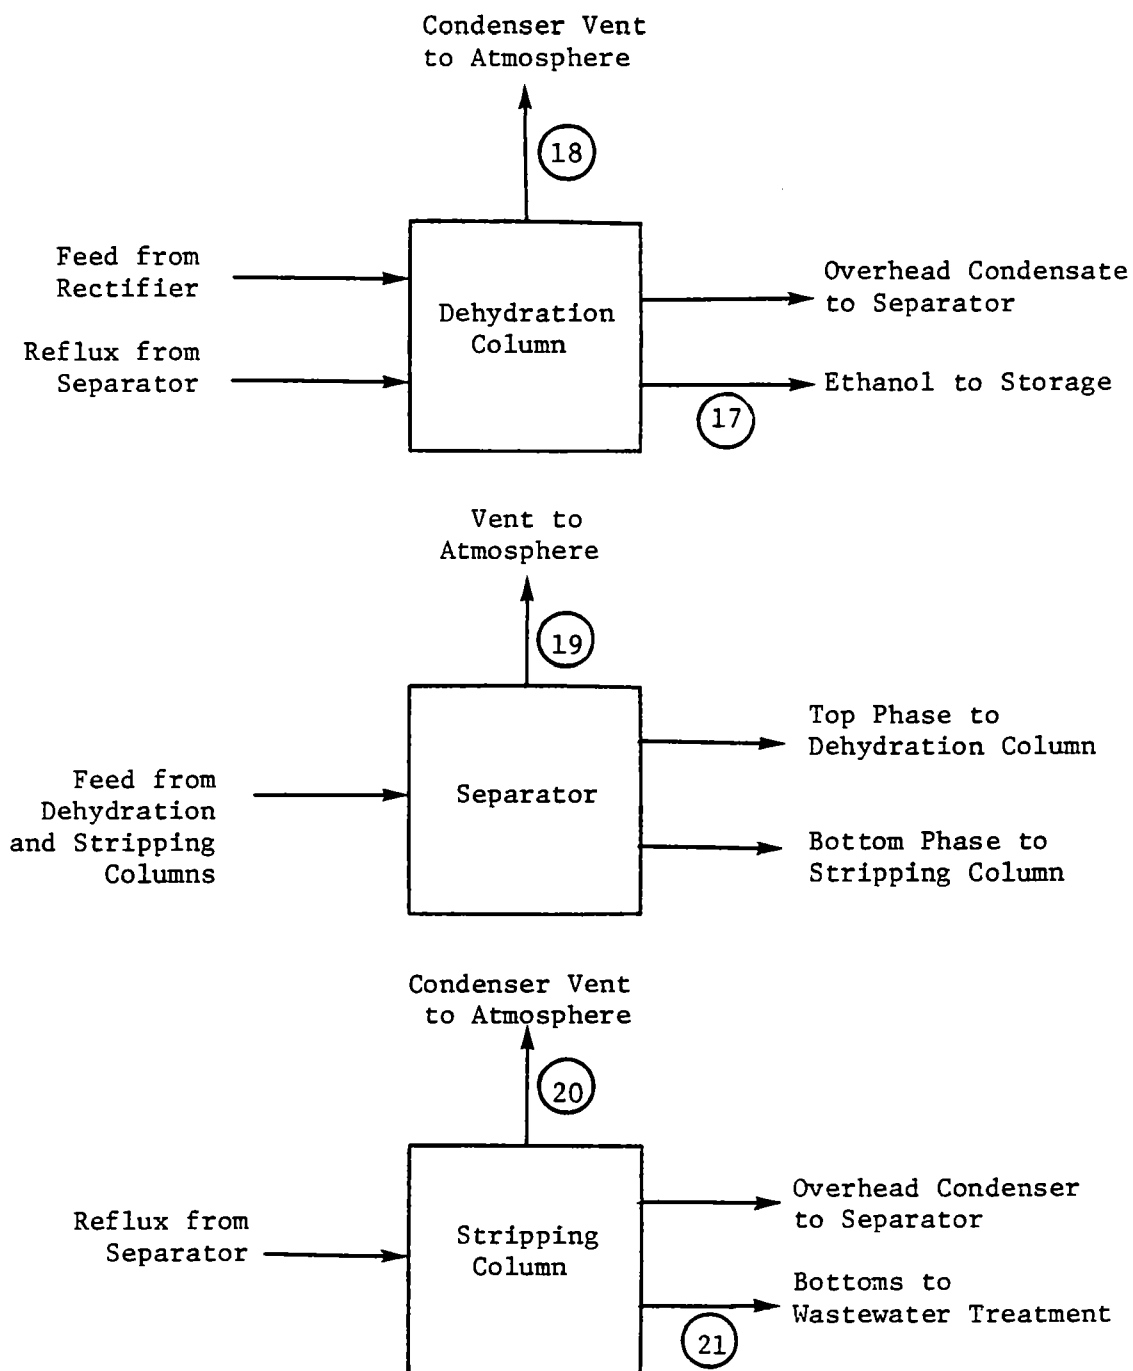 Condenser Vent
to Atmosphere
18
Feed from
Rectifier
Reflux from
Separator
Dehydration
Column
Overhead Condensate
to Separator
Ethanol to Storage
17
Vent to
Atmosphere
19
Feed from
Dehydration
and Stripping
Columns
Separator
Top Phase to
Dehydration Column
Bottom Phase to
Stripping Column
Condenser Vent
to Atmosphere
20
Reflux from
Separator
Stripping
Column
Overhead Condenser
to Separator
Bottoms to
Wastewater Treatment
21